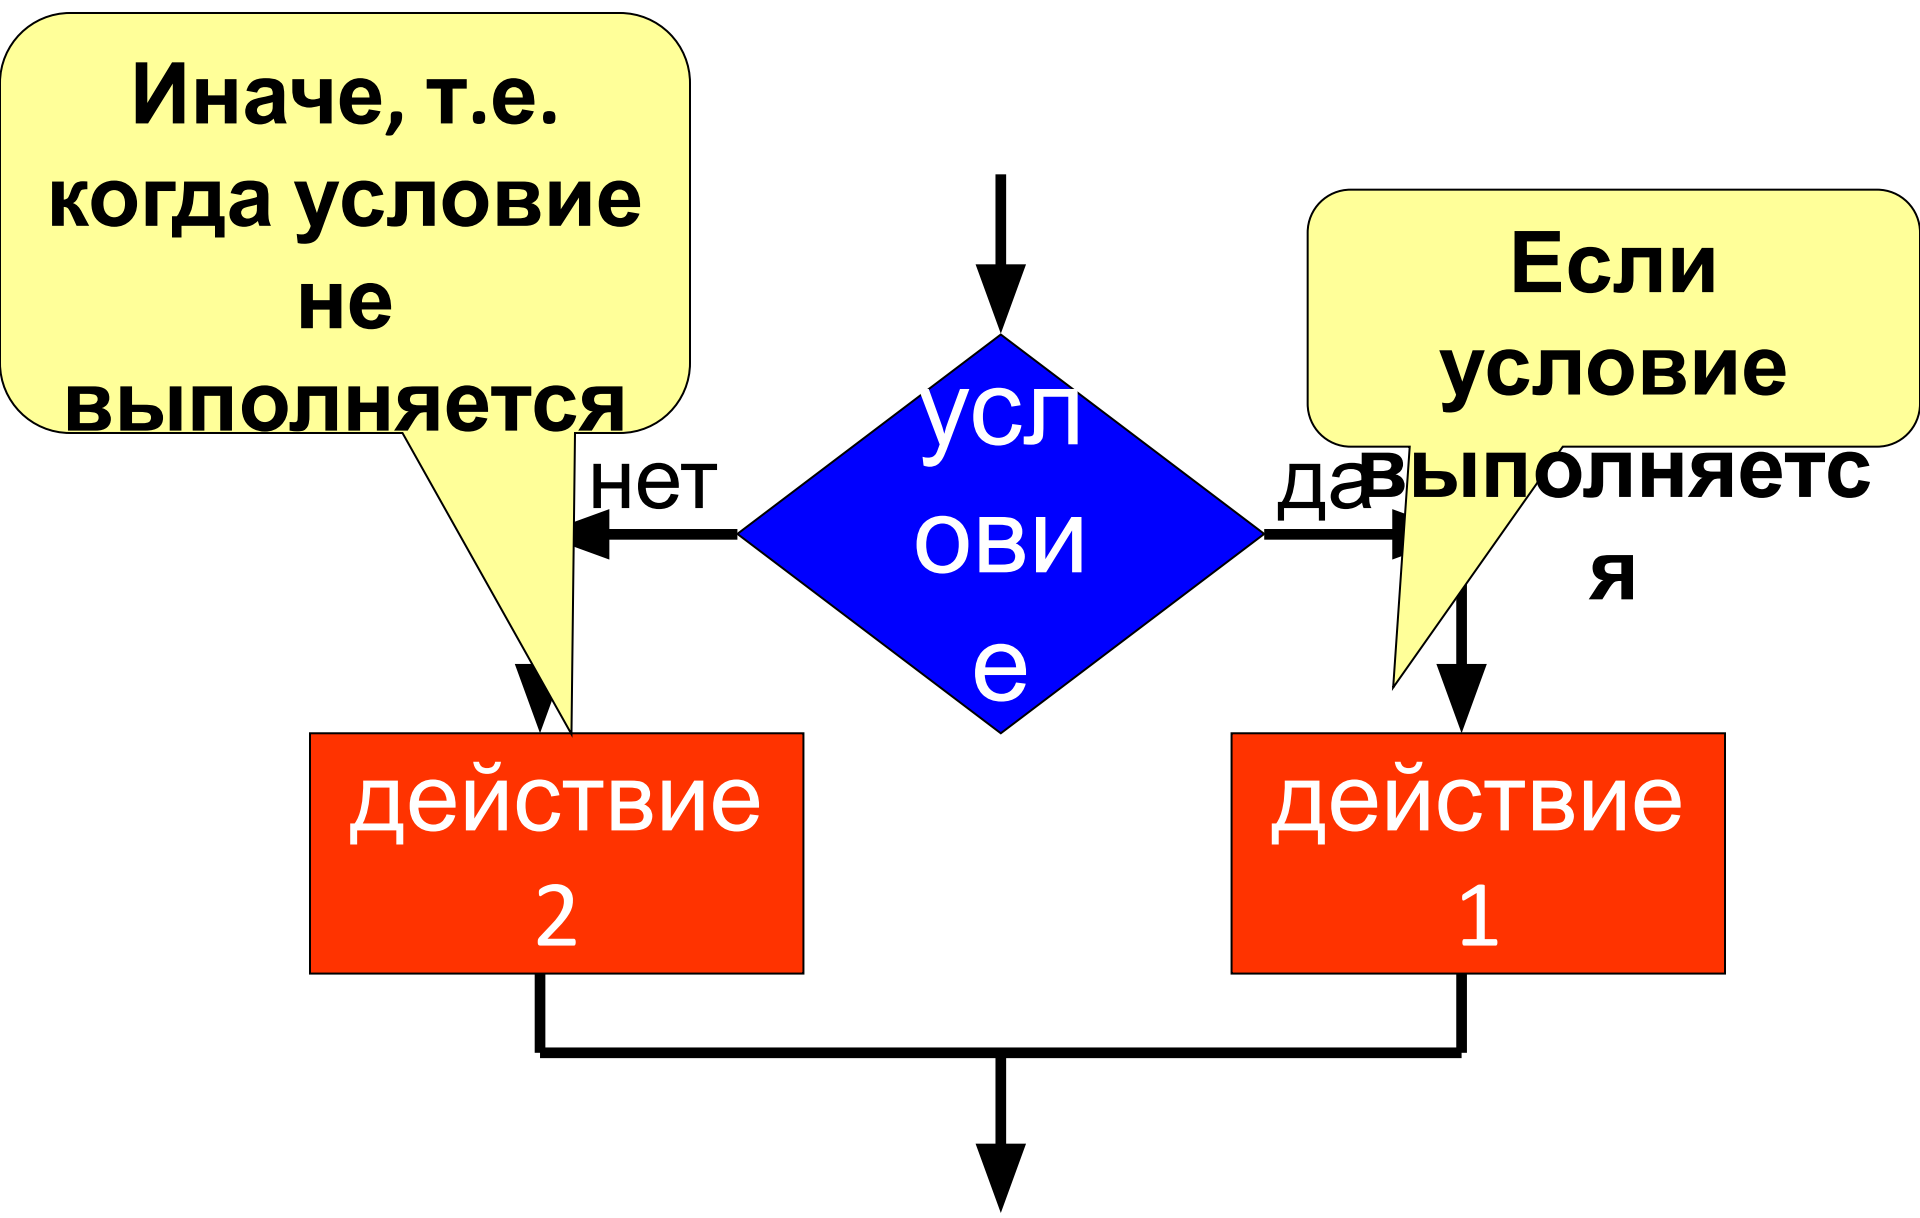 Иначе, т.е.
когда условие
не
выполняется
Если
условие
выполняетс
я
нет
да
усл
ови
е
действие
2
действие
1